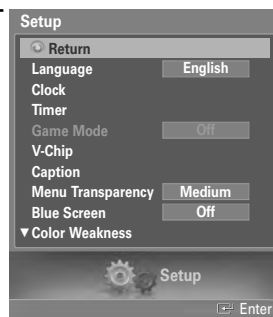 Setup
Return
Language English
Clock
Timer
Game Mode Off
V-Chip
Caption
Menu Transparency Medium
Blue Screen Off
▼ Color Weakness
Setup
Enter